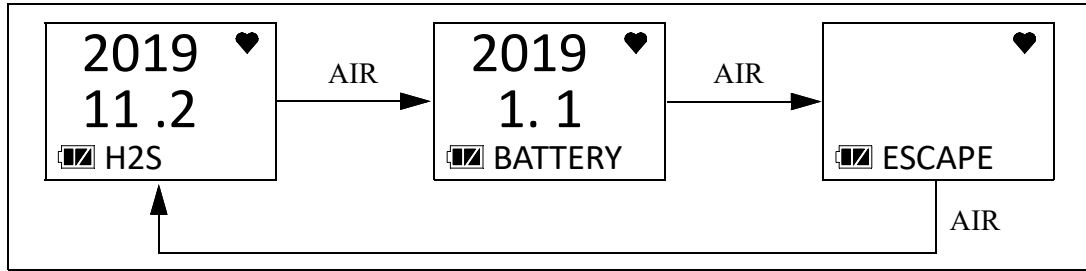 2019
11 .2
H2S
AIR
2019
1. 1
BATTERY
AIR
ESCAPE
AIR